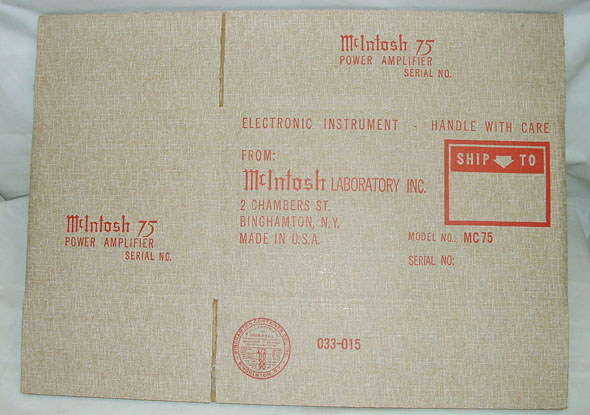 McIntosh 75
POWER AMPLIFIER
SERIAL NO.
ELECTRONIC INSTRUMENT - HANDLE WITH CARE
FROM:
McIntosh LABORATORY INC.
2 CHAMBERS ST.
BINGHAMTON, N.Y.
MADE IN U.S.A.
SHIP TO
MODEL NO: MC75
SERIAL NO:
McIntosh 75
POWER AMPLIFIER
SERIAL NO.
033-015